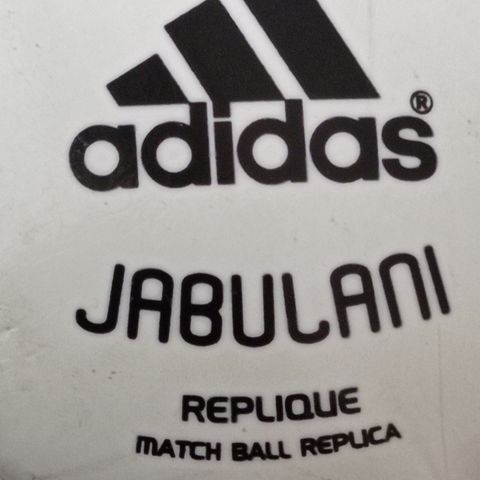 adidas®
JABULANI
REPLIQUE
MATCH BALL REPLICA